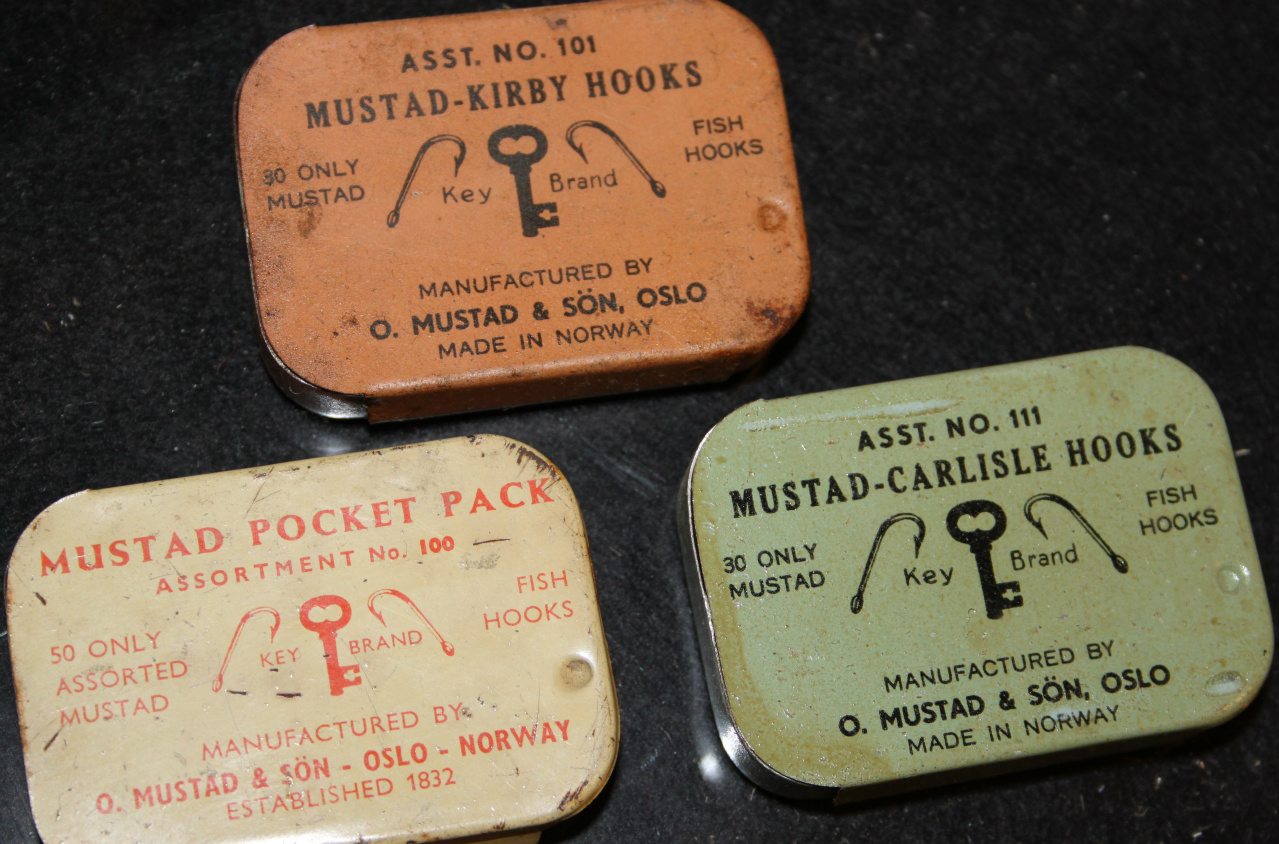 ASST. NO. 101
MUSTAD-KIRBY HOOKS
30 ONLY
MUSTAD
Key Brand
FISH
HOOKS
MANUFACTURED BY
O. MUSTAD & SÖN, OSLO
MADE IN NORWAY
MUSTAD POCKET PACK
ASSORTMENT No. 100
50 ONLY
ASSORTED
MUSTAD
KEY BRAND
FISH
HOOKS
MANUFACTURED BY
O. MUSTAD & SÖN - OSLO - NORWAY
ESTABLISHED 1832
ASST. NO. 111
MUSTAD-CARLISLE HOOKS
30 ONLY
MUSTAD
Key Brand
FISH
HOOKS
MANUFACTURED BY
O. MUSTAD & SÖN, OSLO
MADE IN NORWAY